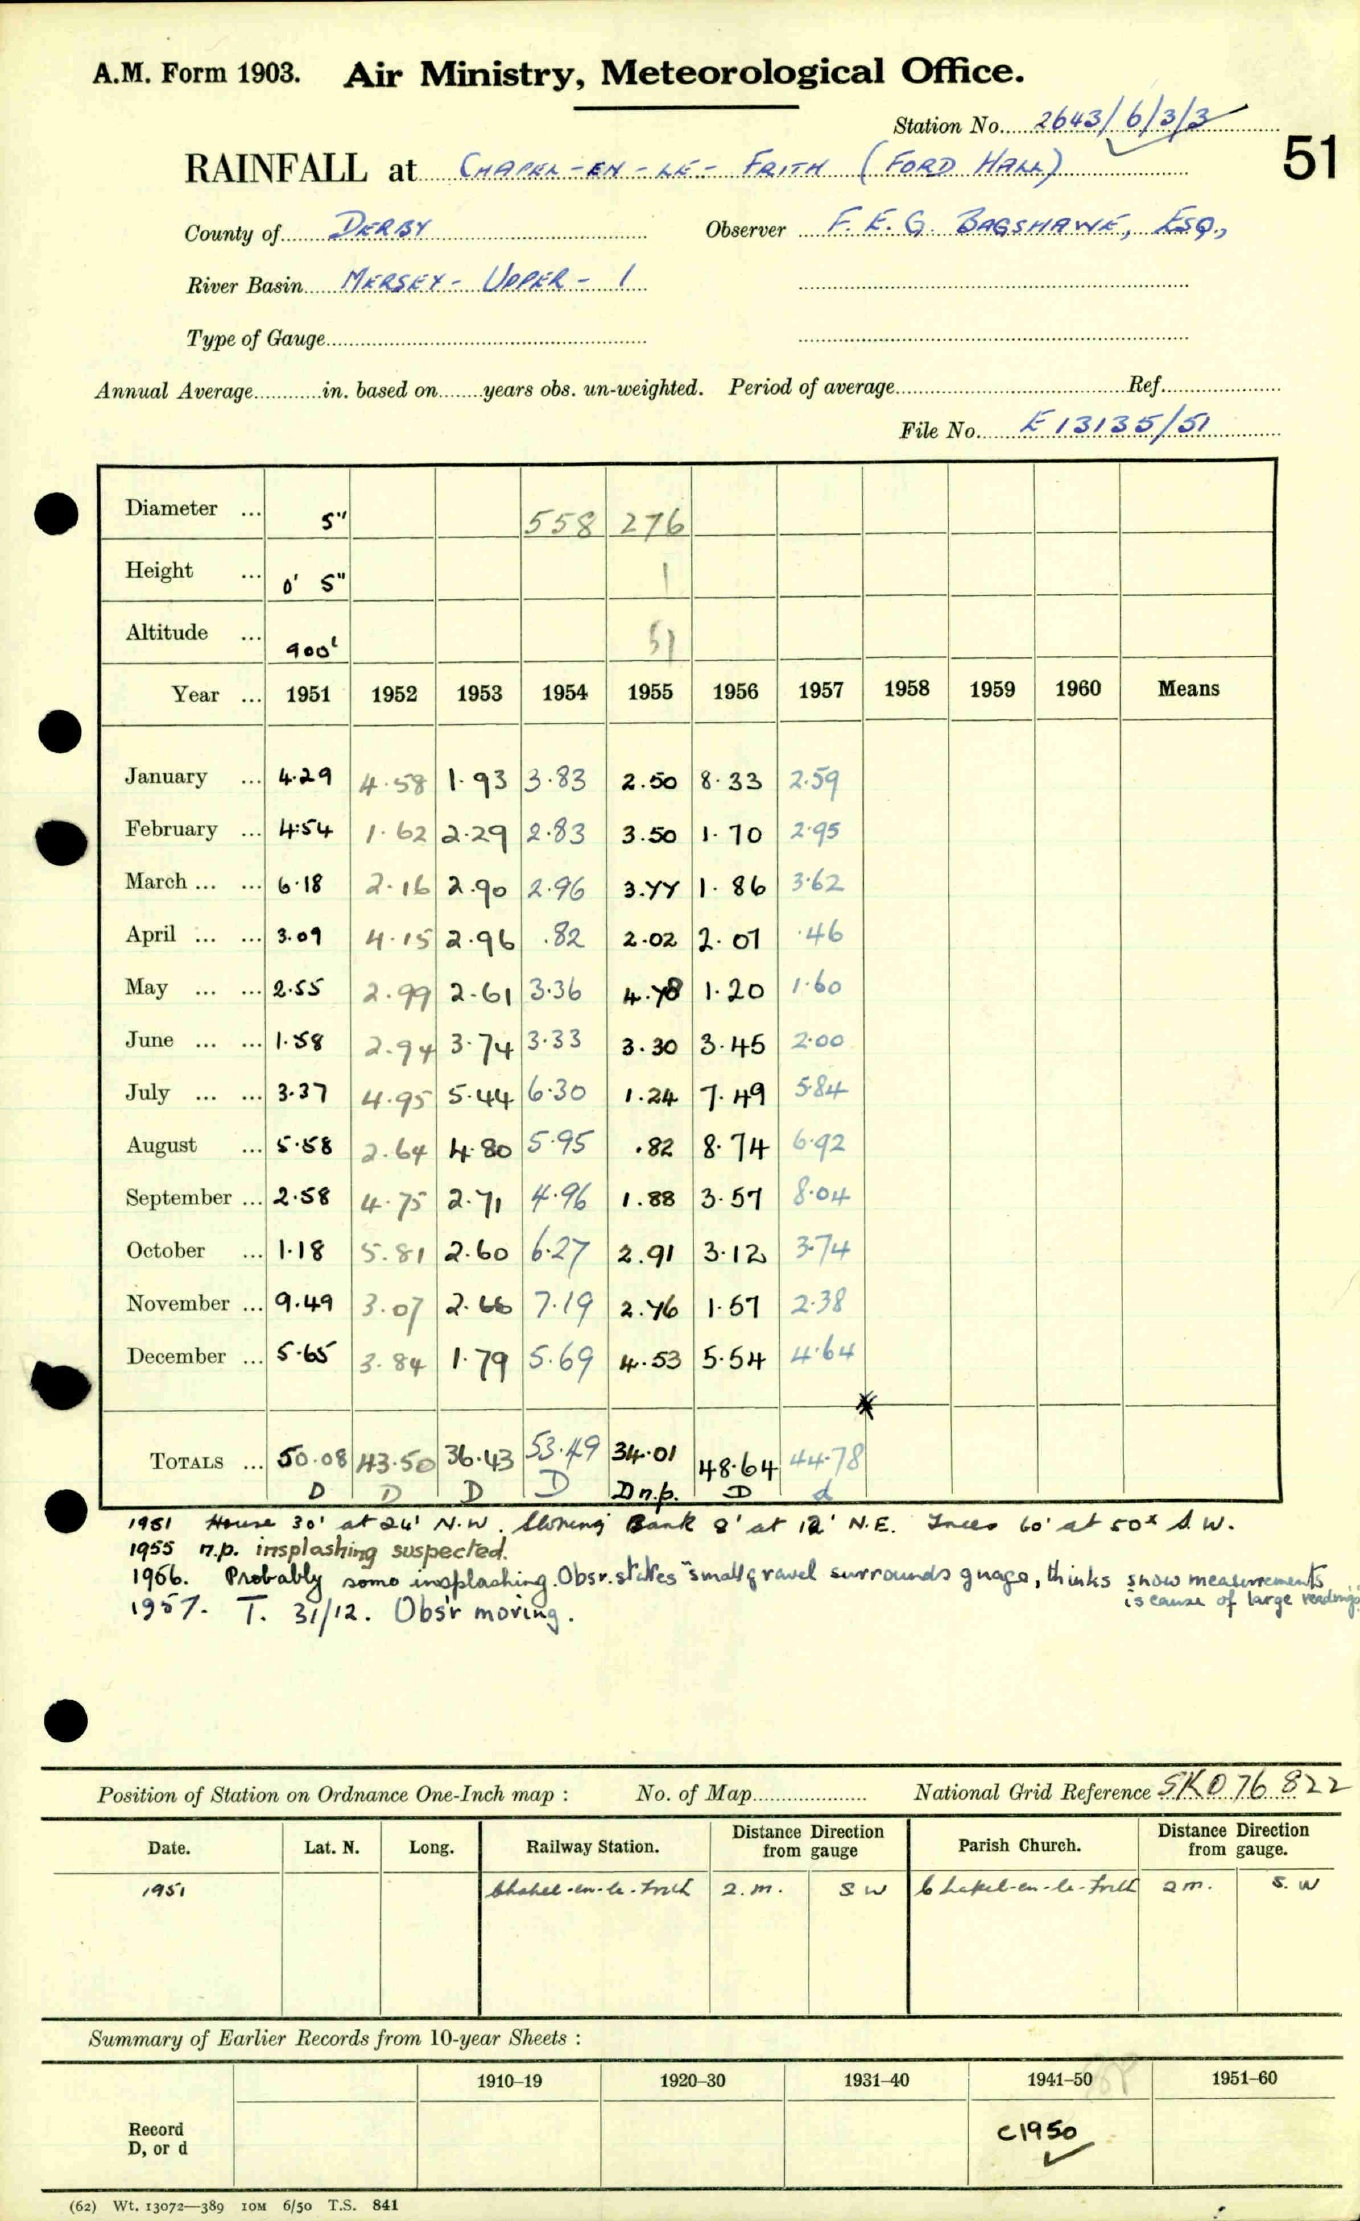 A.M. Form 1903. Air Ministry, Meteorological Office.
Station No. 2643/6/3/3
51
RAINFALL at CHAPEL-EN-LE-FRITH (FORD HALL)
County of DERBY Observer F. E. G. BAGSHAWE, ESQ.,
River Basin MERSEY - UPPER - 1
Type of Gauge
Annual Average in. based on years obs. un-weighted. Period of average Ref.
File No. E 13135/51
Diameter ... 5" 558 276
Height ... 0' 5" 1
Altitude ... 900' 51
Year ... 1951 1952 1953 1954 1955 1956 1957 1958 1959 1960 Means
January ... 4.29 4.58 1.93 3.83 2.50 8.33 2.59
February ... 4.54 1.62 2.29 2.83 3.50 1.70 2.95
March ... ... 6.18 2.16 2.90 2.96 3.77 1.86 3.62
April ... ... 3.09 4.15 2.96 .82 2.02 2.07 .46
May ... ... 2.55 2.99 2.61 3.36 4.78 1.20 1.60
June ... ... 1.58 2.94 3.74 3.33 3.30 3.45 2.00
July ... ... 3.37 4.95 5.44 6.30 1.24 7.49 5.84
August ... 5.58 2.64 4.80 5.95 .82 8.74 6.92
September ... 2.58 4.75 2.71 4.96 1.88 3.57 8.04
October ... 1.18 5.81 2.60 6.27 2.91 3.12 3.74
November ... 9.49 3.07 2.66 7.19 2.76 1.57 2.38
December ... 5.65 3.84 1.79 5.69 4.53 5.54 4.64
TOTALS ... 50.08 43.50 36.43 53.49 34.01 48.64 44.78
D D D D D n.p. D d
1951 House 30' at 24' N.W. Sloping Bank 8' at 12' N.E. Trees 60' at 50x S.W.
1955 n.p. insplashing suspected.
1956. Probably some insplashing. Obsr. states small gravel surrounds guage, thinks snow measurements
is cause of large readings
1957. T. 31/12. Obs'r moving.
Position of Station on Ordnance One-Inch map : No. of Map National Grid Reference SK 076 822
Date. Lat. N. Long. Railway Station. Distance Direction from gauge Parish Church. Distance Direction from gauge.
1951 Chapel-en-le-Frith 2.m. S W Chapel-en-le-Frith 2m. S. W
Summary of Earlier Records from 10-year Sheets :
1910–19 1920–30 1931–40 1941–50 1951–60
Record
D, or d
c1950
(62) Wt. 13072—389 10M 6/50 T.S. 841